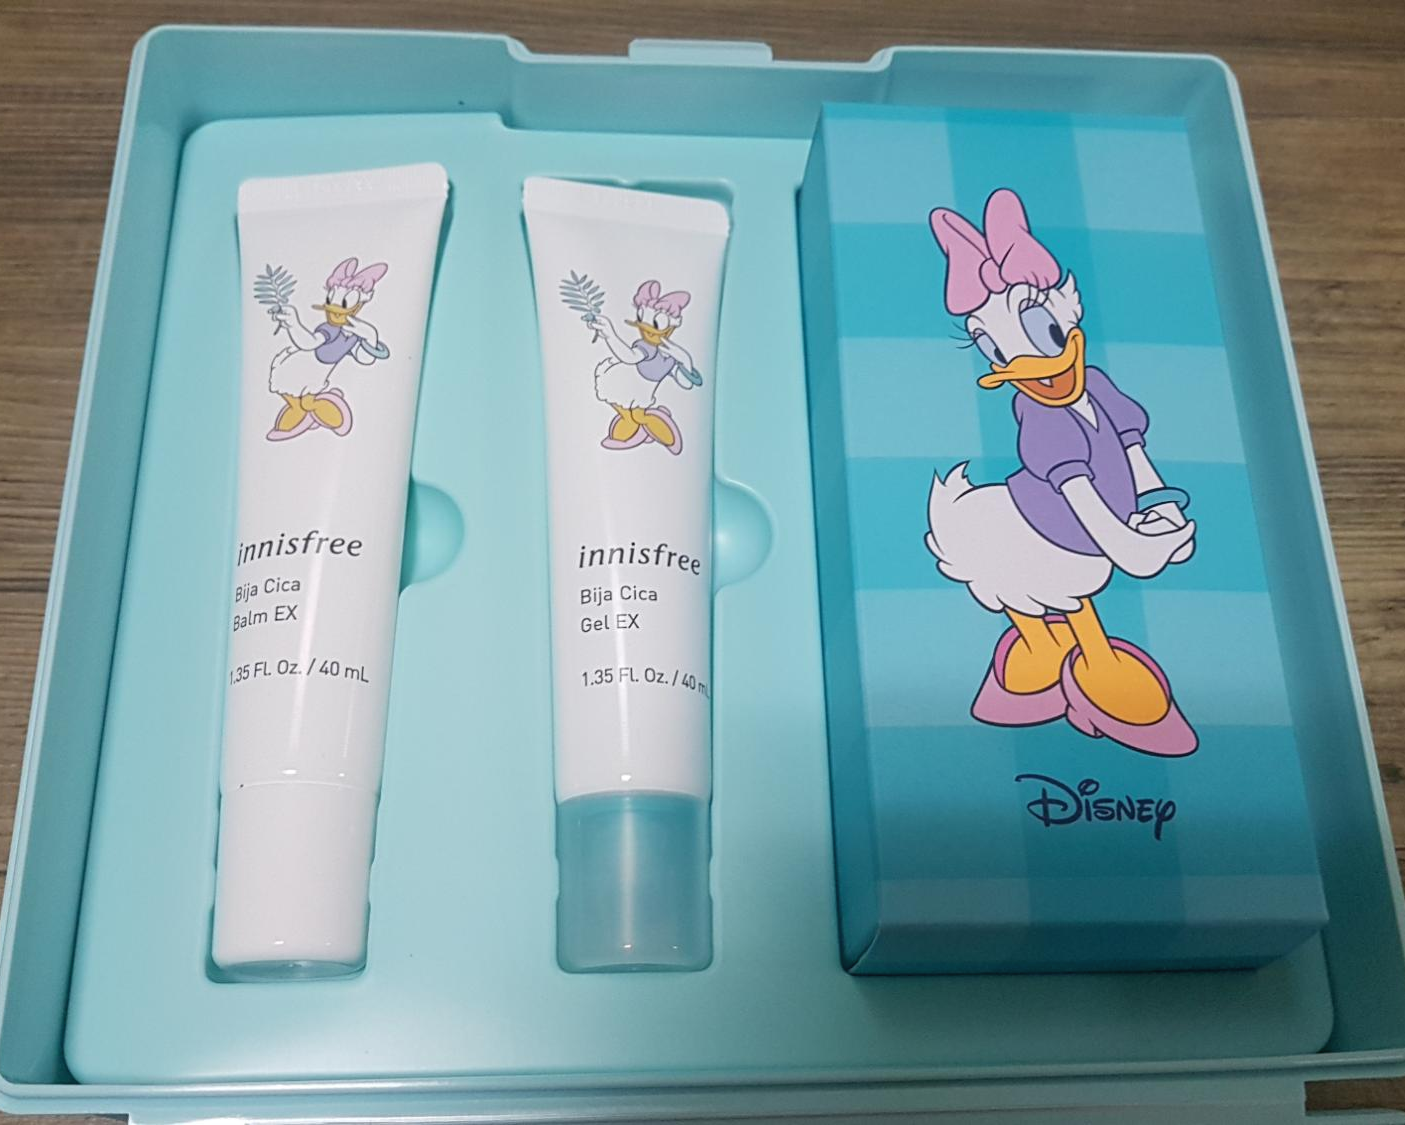 innisfree
Bija Cica
Balm EX
1.35 Fl. Oz. / 40 mL
innisfree
Bija Cica
Gel EX
1.35 Fl. Oz. / 40 mL
Disney